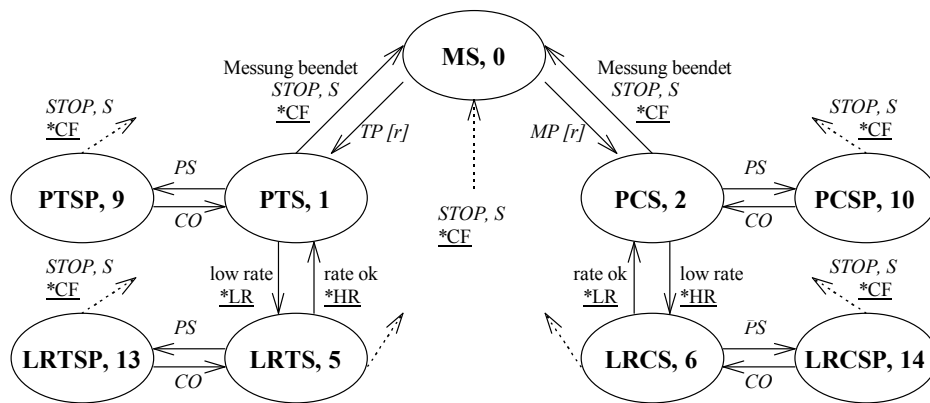 MS, 0
Messung beendet
STOP, S
*CF
Messung beendet
STOP, S
*CF
TP [r]
MP [r]
STOP, S
*CF
STOP, S
*CF
PTSP, 9
PS
CO
PTS, 1
PCS, 2
PS
CO
PCSP, 10
STOP, S
*CF
STOP, S
*CF
low rate
*LR
rate ok
*HR
rate ok
*LR
low rate
*HR
STOP, S
*CF
LRTSP, 13
PS
CO
LRTS, 5
LRCS, 6
PS
CO
LRCSP, 14